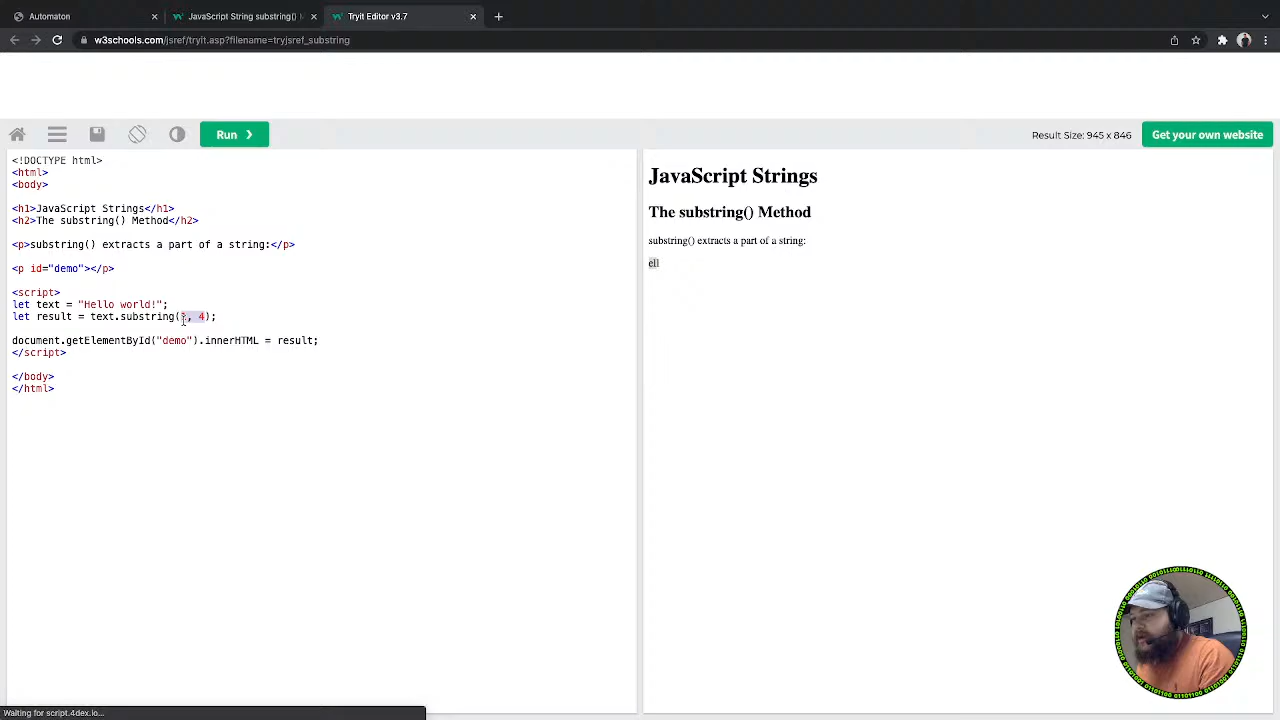 Automaton
JavaScript String substring() M
Tryit Editor v3.7
w3schools.com/jsref/tryit.asp?filename=tryjsref_substring
Run ❯
Result Size: 945 x 846
Get your own website
<!DOCTYPE html>
<html>
<body>
<h1>JavaScript Strings</h1>
<h2>The substring() Method</h2>
<p>substring() extracts a part of a string:</p>
<p id="demo"></p>
<script>
let text = "Hello world!";
let result = text.substring(1, 4);
document.getElementById("demo").innerHTML = result;
</script>
</body>
</html>
JavaScript Strings
The substring() Method
substring() extracts a part of a string:
ell
Waiting for script.4dex.io...